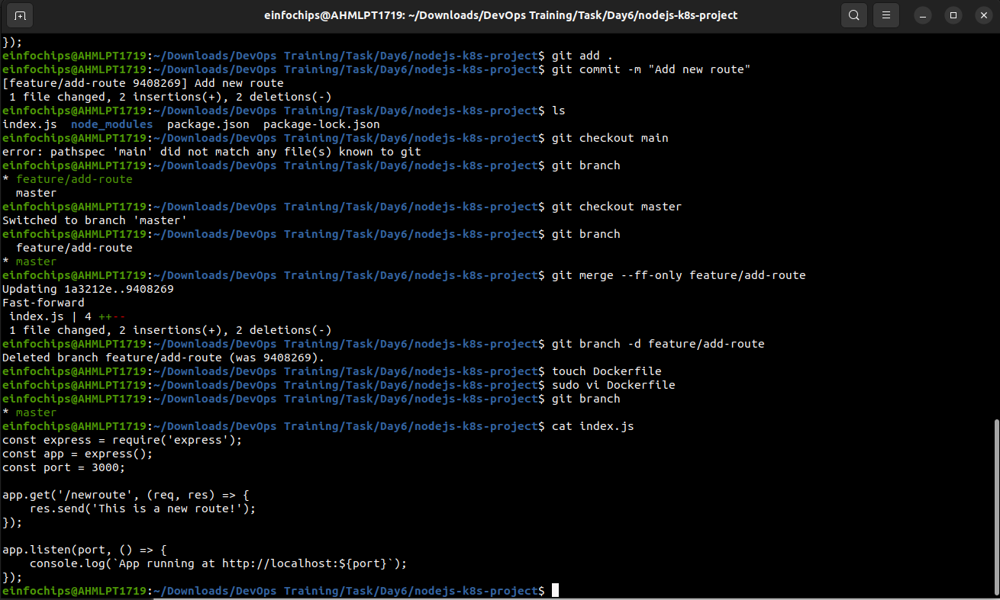 einfochips@AHMLPT1719: ~/Downloads/DevOps Training/Task/Day6/nodejs-k8s-project
});
einfochips@AHMLPT1719:~/Downloads/DevOps Training/Task/Day6/nodejs-k8s-project$ git add .
einfochips@AHMLPT1719:~/Downloads/DevOps Training/Task/Day6/nodejs-k8s-project$ git commit -m "Add new route"
[feature/add-route 9408269] Add new route
 1 file changed, 2 insertions(+), 2 deletions(-)
einfochips@AHMLPT1719:~/Downloads/DevOps Training/Task/Day6/nodejs-k8s-project$ ls
index.js  node_modules  package.json  package-lock.json
einfochips@AHMLPT1719:~/Downloads/DevOps Training/Task/Day6/nodejs-k8s-project$ git checkout main
error: pathspec 'main' did not match any file(s) known to git
einfochips@AHMLPT1719:~/Downloads/DevOps Training/Task/Day6/nodejs-k8s-project$ git branch
* feature/add-route
  master
einfochips@AHMLPT1719:~/Downloads/DevOps Training/Task/Day6/nodejs-k8s-project$ git checkout master
Switched to branch 'master'
einfochips@AHMLPT1719:~/Downloads/DevOps Training/Task/Day6/nodejs-k8s-project$ git branch
  feature/add-route
* master
einfochips@AHMLPT1719:~/Downloads/DevOps Training/Task/Day6/nodejs-k8s-project$ git merge --ff-only feature/add-route
Updating 1a3212e..9408269
Fast-forward
 index.js | 4 ++--
 1 file changed, 2 insertions(+), 2 deletions(-)
einfochips@AHMLPT1719:~/Downloads/DevOps Training/Task/Day6/nodejs-k8s-project$ git branch -d feature/add-route
Deleted branch feature/add-route (was 9408269).
einfochips@AHMLPT1719:~/Downloads/DevOps Training/Task/Day6/nodejs-k8s-project$ touch Dockerfile
einfochips@AHMLPT1719:~/Downloads/DevOps Training/Task/Day6/nodejs-k8s-project$ sudo vi Dockerfile
einfochips@AHMLPT1719:~/Downloads/DevOps Training/Task/Day6/nodejs-k8s-project$ git branch
* master
einfochips@AHMLPT1719:~/Downloads/DevOps Training/Task/Day6/nodejs-k8s-project$ cat index.js
const express = require('express');
const app = express();
const port = 3000;

app.get('/newroute', (req, res) => {
    res.send('This is a new route!');
});

app.listen(port, () => {
    console.log(`App running at http://localhost:${port}`);
});
einfochips@AHMLPT1719:~/Downloads/DevOps Training/Task/Day6/nodejs-k8s-project$